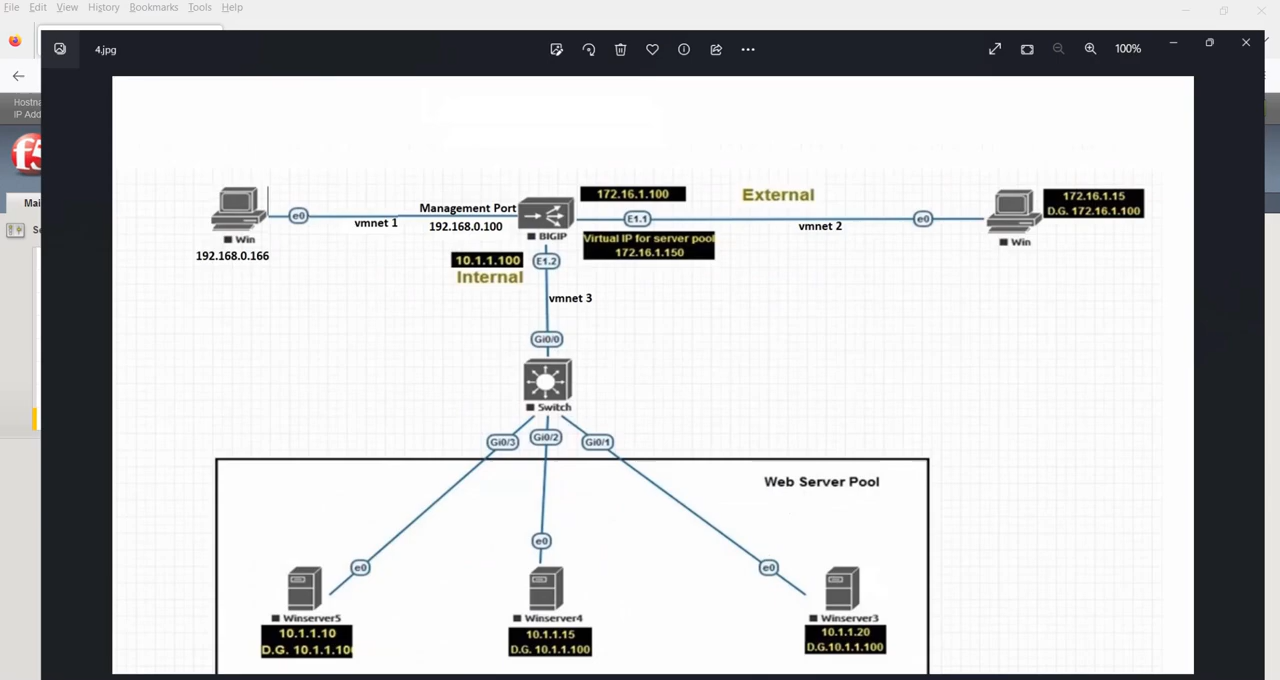 File Edit View History Bookmarks Tools Help
4.jpg
100%
Hostna
IP Add
f5
Mai
172.16.1.100
External
172.16.1.15
D.G. 172.16.1.100
Management Port
e0
vmnet 1
192.168.0.100
E1.1
vmnet 2
e0
Win
BIGIP
Virtual IP for server pool
172.16.1.150
Win
192.168.0.166
10.1.1.100
E1.2
Internal
vmnet 3
Gi0/0
Switch
Gi0/3
Gi0/2
Gi0/1
Web Server Pool
e0
e0
e0
Winserver5
Winserver4
Winserver3
10.1.1.10
D.G. 10.1.1.100
10.1.1.15
D.G. 10.1.1.100
10.1.1.20
D.G.10.1.1.100